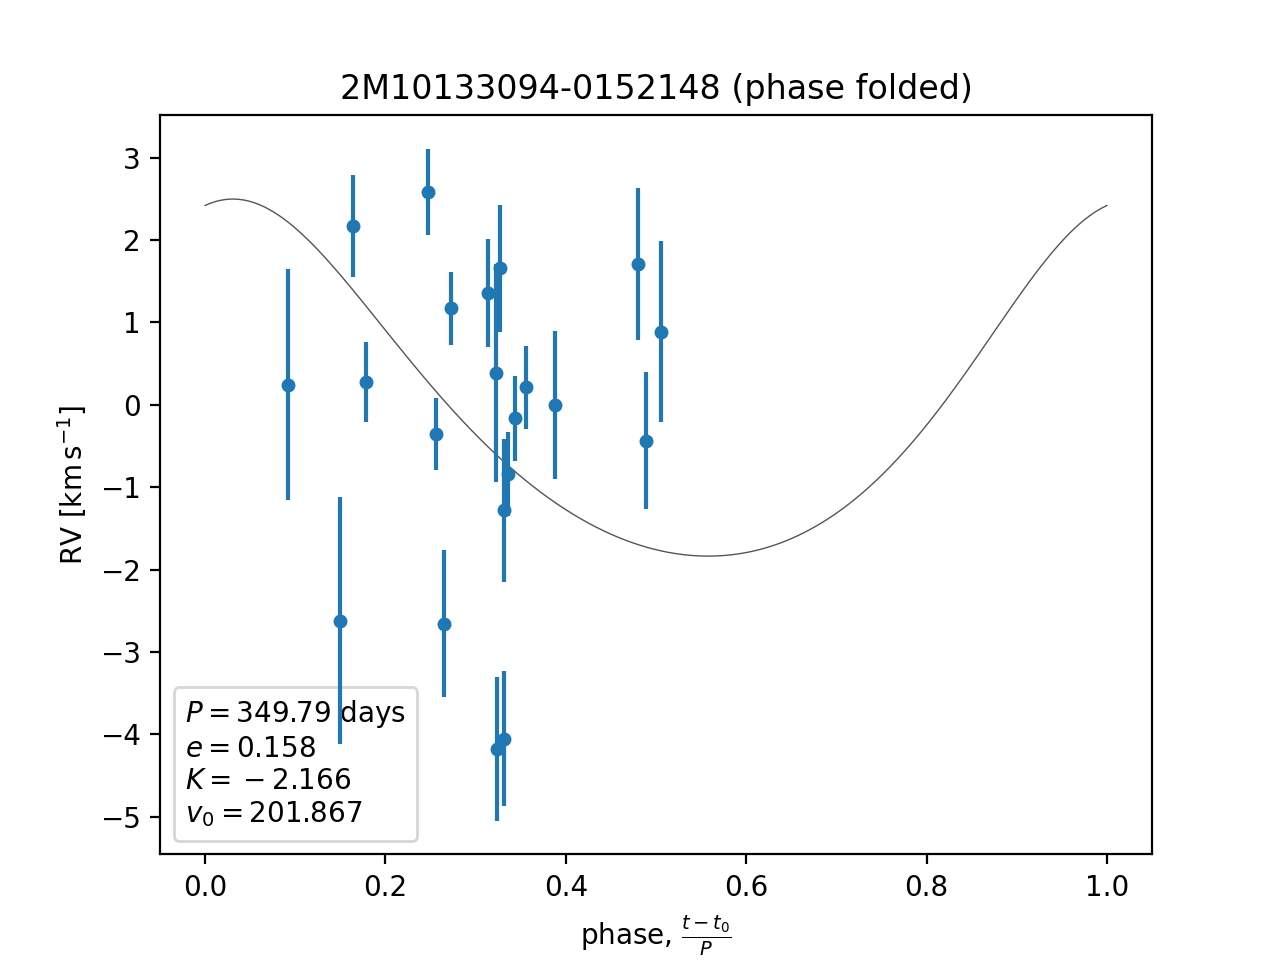 2M10133094-0152148 (phase folded)
3
2
1
0
−1
−2
−3
−4
−5
RV [km s⁻¹]
P = 349.79 days
e = 0.158
K = −2.166
v₀ = 201.867
0.0 0.2 0.4 0.6 0.8 1.0
phase, (t − t₀)/P